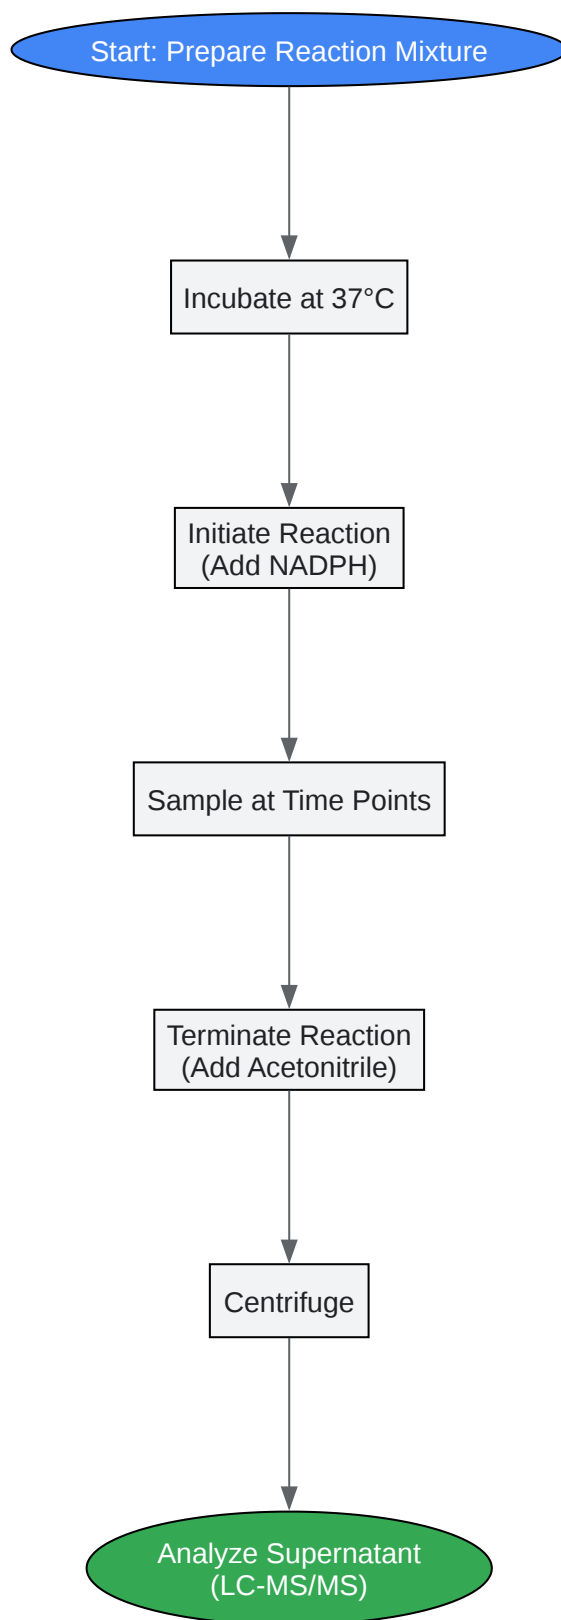 Start: Prepare Reaction Mixture
Incubate at 37°C
Initiate Reaction
(Add NADPH)
Sample at Time Points
Terminate Reaction
(Add Acetonitrile)
Centrifuge
Analyze Supernatant
(LC-MS/MS)